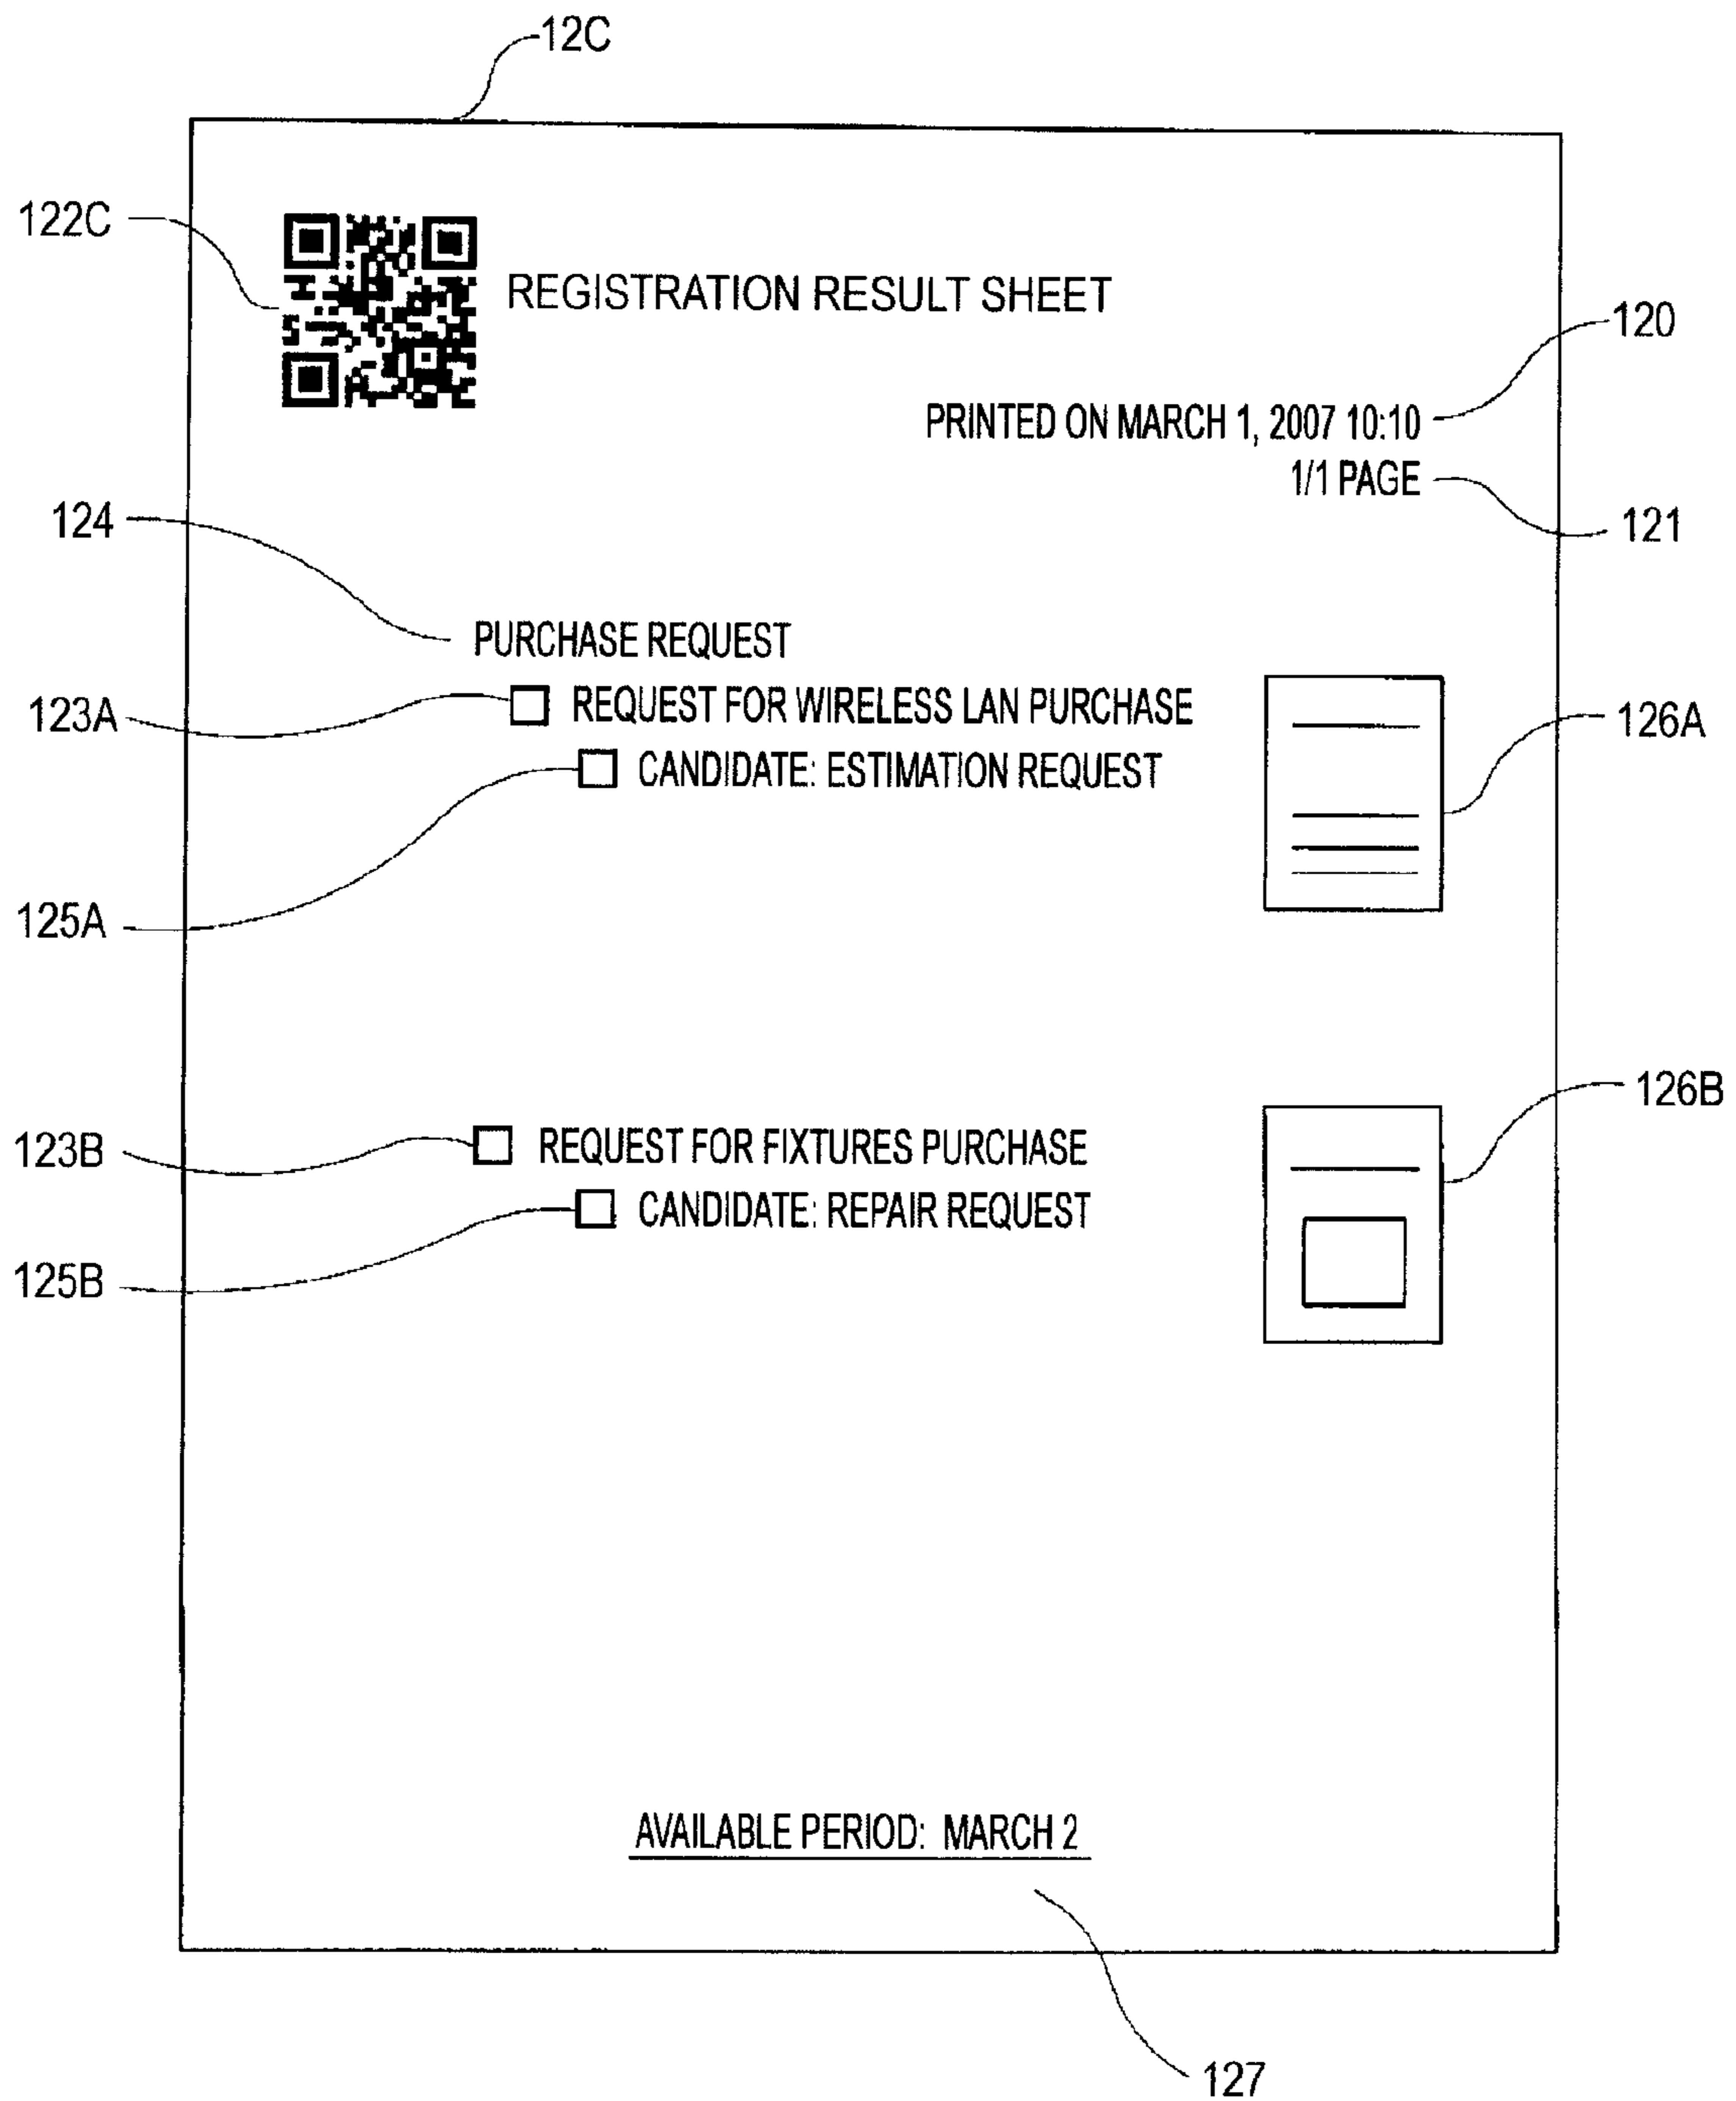 12C
122C
REGISTRATION RESULT SHEET
120
PRINTED ON MARCH 1, 2007 10:10
1/1 PAGE
121
124
PURCHASE REQUEST
123A
REQUEST FOR WIRELESS LAN PURCHASE
126A
CANDIDATE: ESTIMATION REQUEST
125A
126B
123B
REQUEST FOR FIXTURES PURCHASE
CANDIDATE: REPAIR REQUEST
125B
AVAILABLE PERIOD: MARCH 2
127